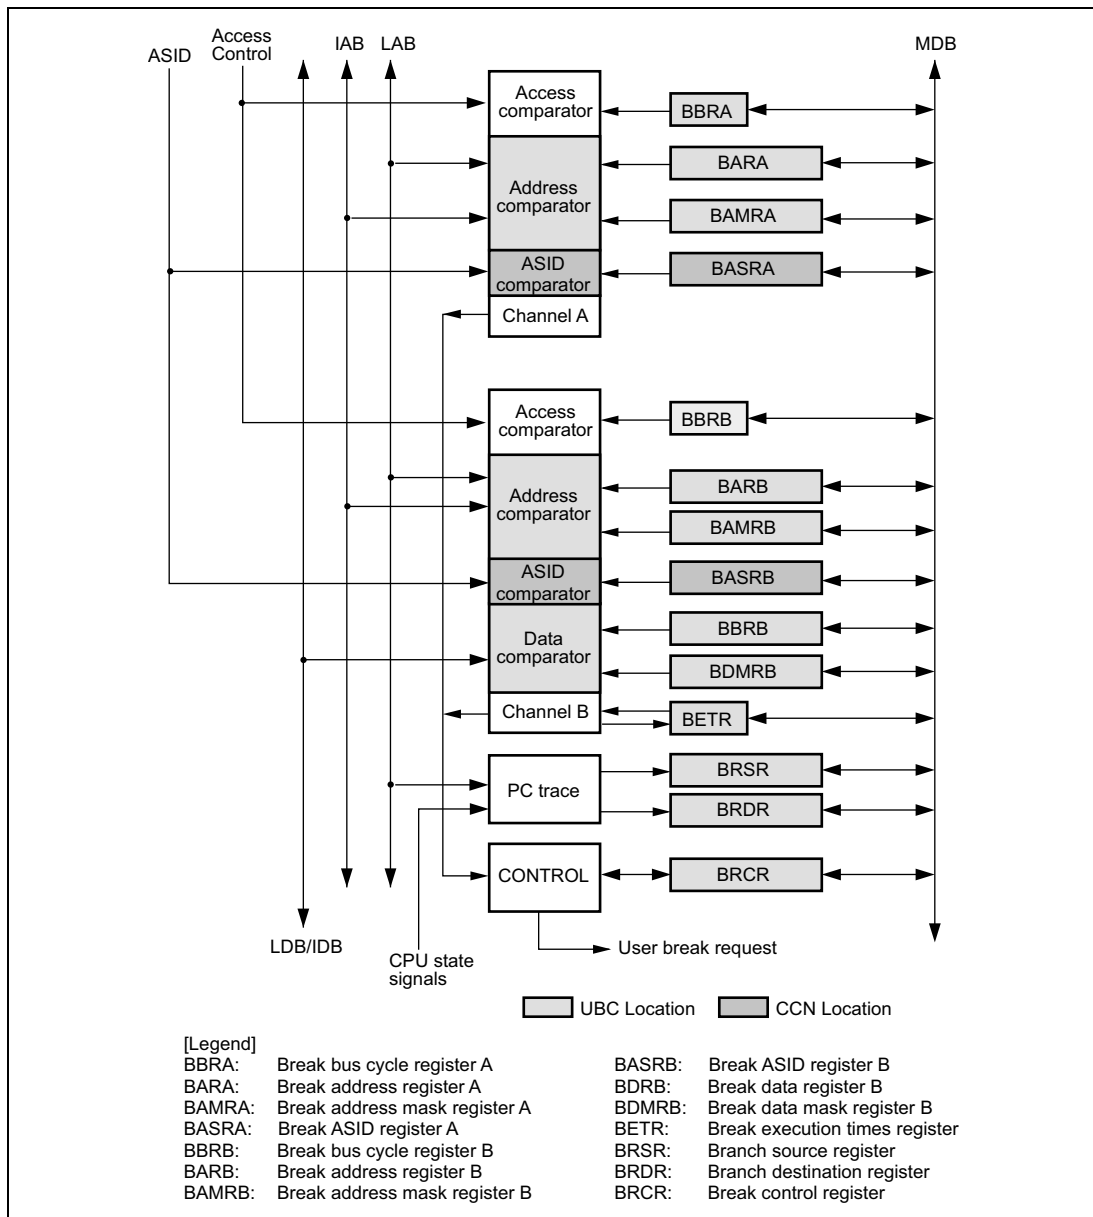 ASID
Access
Control
IAB
LAB
MDB
Access
comparator
BBRA
Address
comparator
BARA
BAMRA
ASID
comparator
BASRA
Channel A
Access
comparator
BBRB
Address
comparator
BARB
BAMRB
ASID
comparator
BASRB
Data
comparator
BBRB
BDMRB
Channel B
BETR
PC trace
BRSR
BRDR
CONTROL
BRCR
LDB/IDB
CPU state
signals
User break request
UBC Location
CCN Location
[Legend]
BBRA: Break bus cycle register A
BARA: Break address register A
BAMRA: Break address mask register A
BASRA: Break ASID register A
BBRB: Break bus cycle register B
BARB: Break address register B
BAMRB: Break address mask register B
BASRB: Break ASID register B
BDRB: Break data register B
BDMRB: Break data mask register B
BETR: Break execution times register
BRSR: Branch source register
BRDR: Branch destination register
BRCR: Break control register